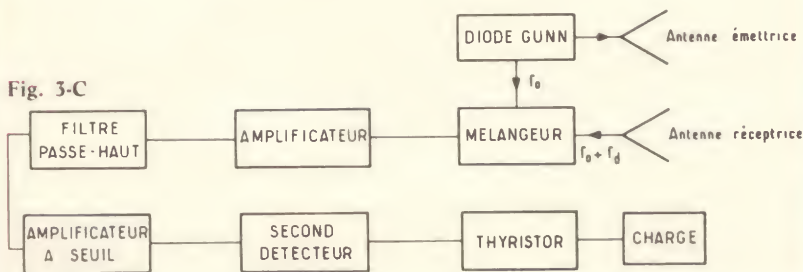 DIODE GUNN
Antenne émettrice
Fig. 3-C
f₀
FILTRE
PASSE-HAUT
AMPLIFICATEUR
MELANGEUR
Antenne réceptrice
f₀ + f_d
AMPLIFICATEUR
A SEUIL
SECOND
DETECTEUR
THYRISTOR
CHARGE